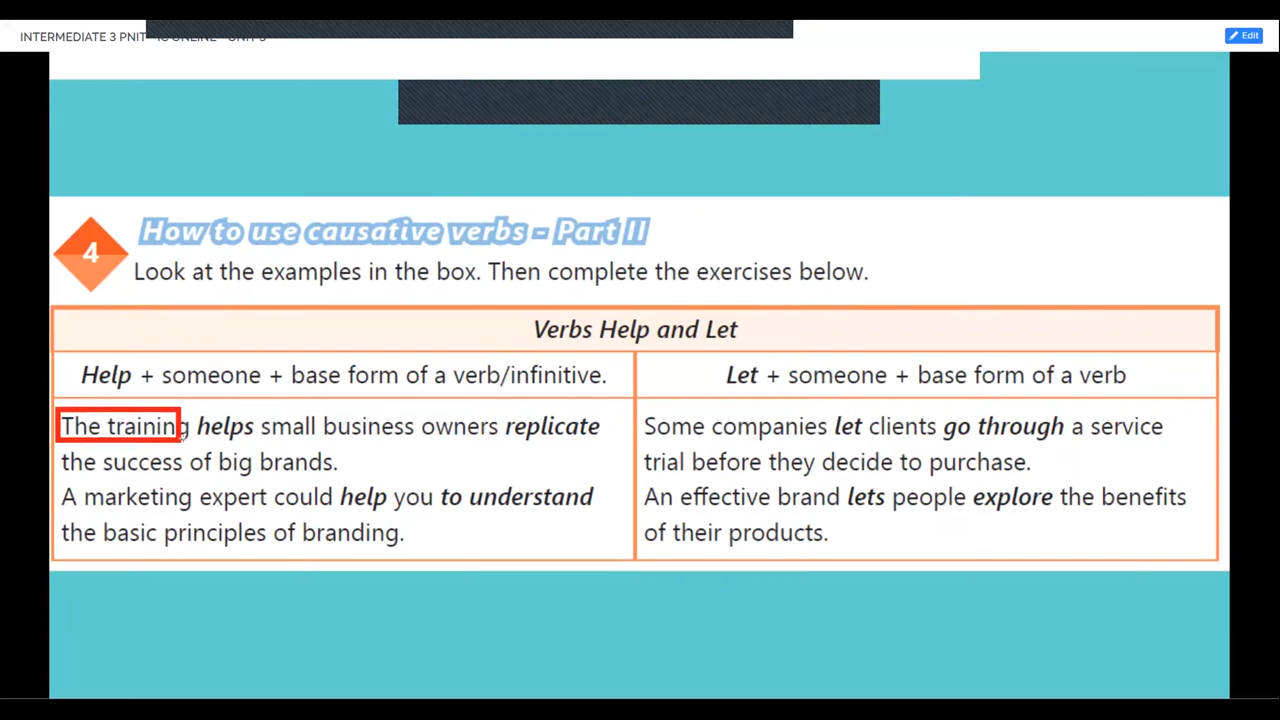 INTERMEDIATE 3 PNIT
Edit
4
How to use causative verbs - Part II
Look at the examples in the box. Then complete the exercises below.
Verbs Help and Let
Help + someone + base form of a verb/infinitive.
Let + someone + base form of a verb
The training helps small business owners replicate
the success of big brands.
A marketing expert could help you to understand
the basic principles of branding.
Some companies let clients go through a service
trial before they decide to purchase.
An effective brand lets people explore the benefits
of their products.